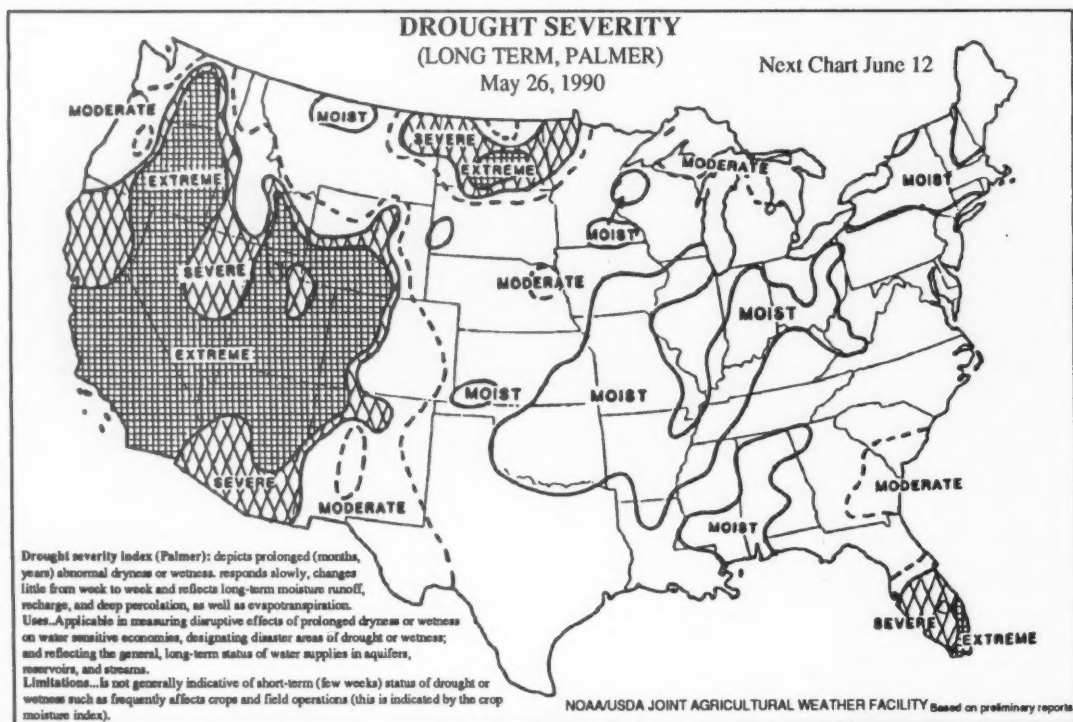 DROUGHT SEVERITY
(LONG TERM, PALMER)
May 26, 1990
Next Chart June 12
MODERATE
MOIST
SEVERE
EXTREME
MODERATE
MOIST
EXTREME
MOIST
SEVERE
MODERATE
MOIST
EXTREME
MOIST
MOIST
SEVERE
MODERATE
MODERATE
MOIST
SEVERE
EXTREME
Drought severity index (Palmer): depicts prolonged (months,
years) abnormal dryness or wetness. responds slowly, changes
little from week to week and reflects long-term moisture runoff,
recharge, and deep percolation, as well as evapotranspiration.
Uses..Applicable in measuring disruptive effects of prolonged dryness or wetness
on water sensitive economies, designating disaster areas of drought or wetness;
and reflecting the general, long-term status of water supplies in aquifers,
reservoirs, and streams.
Limitations...Is not generally indicative of short-term (few weeks) status of drought or
wetness such as frequently affects crops and field operations (this is indicated by the crop
moisture index).
NOAA/USDA JOINT AGRICULTURAL WEATHER FACILITY Based on preliminary reports